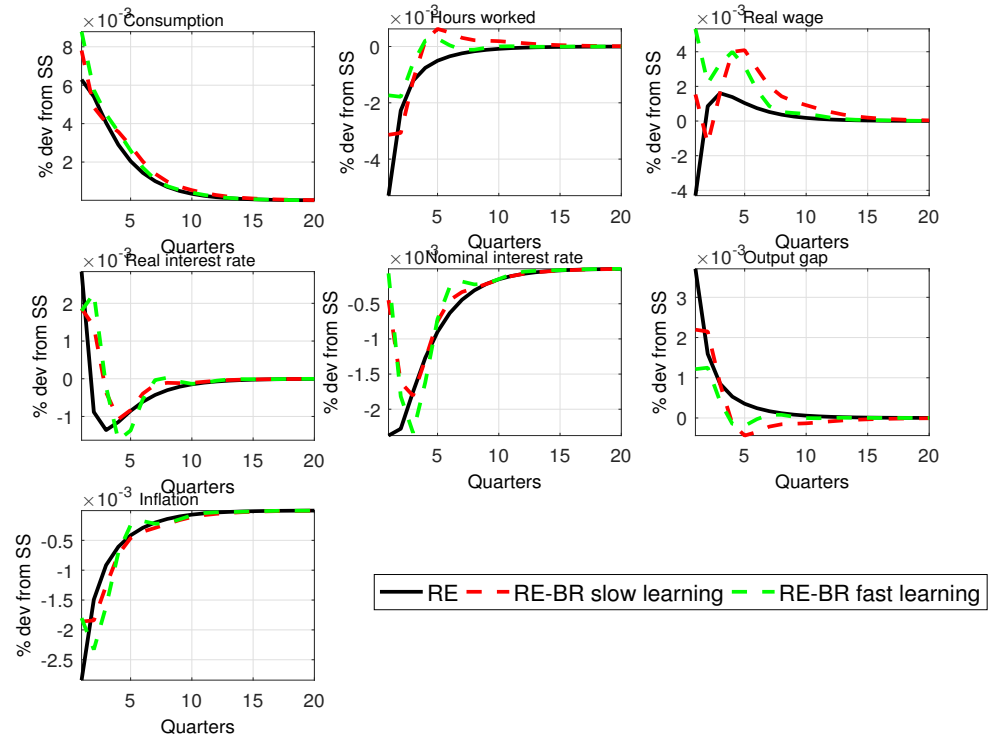 ×10⁻³ Consumption
% dev from SS
8
6
4
2
5 10 15 20
Quarters
×10⁻³ Hours worked
% dev from SS
0
-2
-4
5 10 15 20
Quarters
×10⁻³ Real wage
% dev from SS
4
2
0
-2
-4
5 10 15 20
Quarters
×10⁻³ Real interest rate
% dev from SS
2
1
0
-1
5 10 15 20
Quarters
×10⁻³ Nominal interest rate
% dev from SS
-0.5
-1
-1.5
-2
5 10 15 20
Quarters
×10⁻³ Output gap
% dev from SS
3
2
1
0
5 10 15 20
Quarters
×10⁻³ Inflation
% dev from SS
-0.5
-1
-1.5
-2
-2.5
5 10 15 20
Quarters
RE RE-BR slow learning RE-BR fast learning